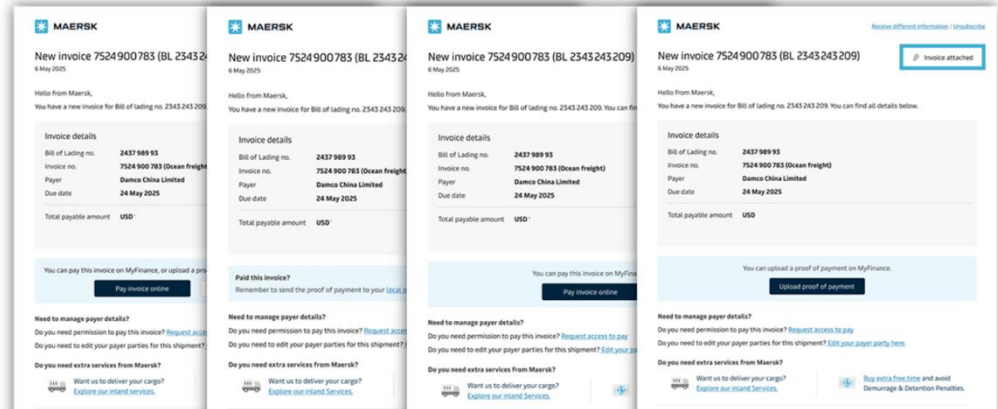 MAERSK
New invoice 7524 900 783 (BL 2343 24
6 May 2025
Hello from Maersk,
You have a new invoice for Bill of lading no. 2343 243 209.
Invoice details
Bill of Lading no. 2437 989 93
Invoice no. 7524 900 783 (Ocean freight
Payer Damco China Limited
Due date 24 May 2025
Total payable amount USD
You can pay this invoice on MyFinance, or upload a pro
Pay invoice online
Need to manage payer details?
Do you need permission to pay this invoice? Request acce
Do you need to edit your payer parties for this shipment?
Do you need extra services from Maersk?
Want us to deliver your cargo?
Explore our inland Services.
MAERSK
New invoice 7524 900 783 (BL 2343 24
6 May 2025
Hello from Maersk,
You have a new invoice for Bill of lading no. 2343 243 209.
Invoice details
Bill of Lading no. 2437 989 93
Invoice no. 7524 900 783 (Ocean freight
Payer Damco China Limited
Due date 24 May 2025
Total payable amount USD
Paid this invoice?
Remember to send the proof of payment to your local
Need to manage payer details?
Do you need permission to pay this invoice? Request acce
Do you need to edit your payer parties for this shipment?
Do you need extra services from Maersk?
Want us to deliver your cargo?
Explore our inland Services.
MAERSK
New invoice 7524 900 783 (BL 2343 243 209)
6 May 2025
Hello from Maersk,
You have a new invoice for Bill of lading no. 2343 243 209. You can fin
Invoice details
Bill of Lading no. 2437 989 93
Invoice no. 7524 900 783 (Ocean freight)
Payer Damco China Limited
Due date 24 May 2025
Total payable amount USD
You can pay this invoice on MyFina
Pay invoice online
Need to manage payer details?
Do you need permission to pay this invoice? Request access to pay
Do you need to edit your payer parties for this shipment? Edit your pa
Do you need extra services from Maersk?
Want us to deliver your cargo?
Explore our inland Services.
MAERSK
Receive different information | Unsubscribe
New invoice 7524 900 783 (BL 2343 243 209)
Invoice attached
6 May 2025
Hello from Maersk,
You have a new invoice for Bill of lading no. 2343 243 209. You can find all details below.
Invoice details
Bill of Lading no. 2437 989 93
Invoice no. 7524 900 783 (Ocean freight)
Payer Damco China Limited
Due date 24 May 2025
Total payable amount USD
You can upload a proof of payment on MyFinance.
Upload proof of payment
Need to manage payer details?
Do you need permission to pay this invoice? Request access to pay
Do you need to edit your payer parties for this shipment? Edit your payer party here.
Do you need extra services from Maersk?
Want us to deliver your cargo?
Explore our inland Services.
Buy extra free time and avoid
Demurrage & Detention Penalties.